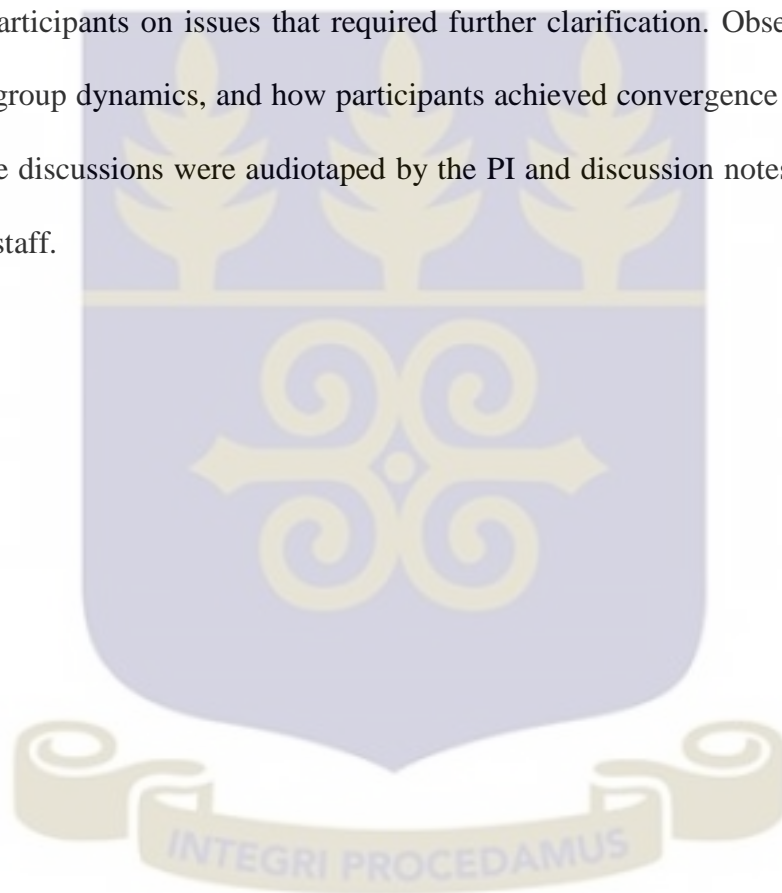 articipants on issues that required further clarification. Obse
group dynamics, and how participants achieved convergence
e discussions were audiotaped by the PI and discussion notes
staff.
INTEGRI PROCEDAMUS